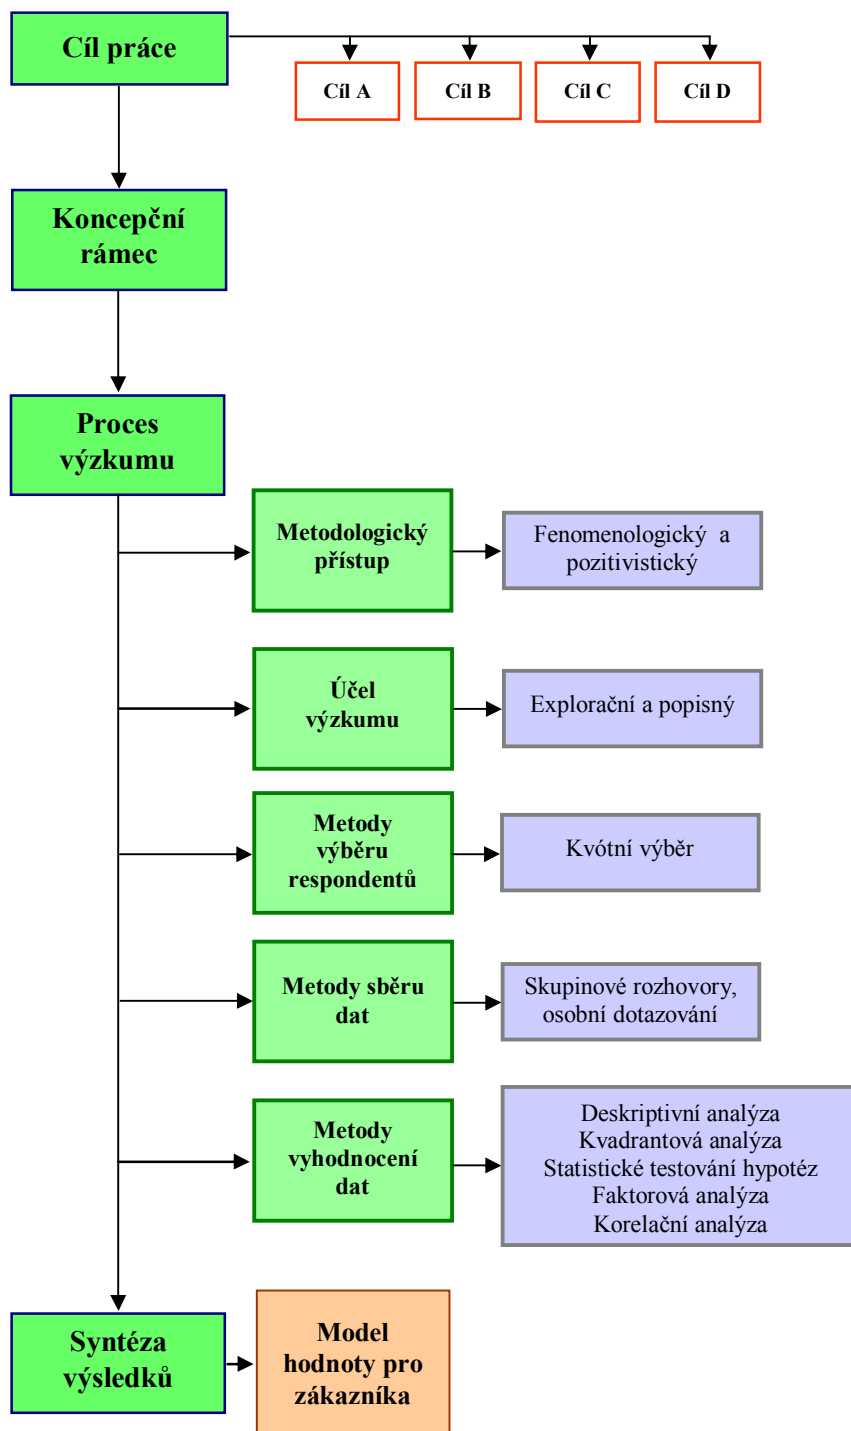 Cíl práce
Cíl A
Cíl B
Cíl C
Cíl D
Koncepční
rámec
Proces
výzkumu
Metodologický
přístup
Fenomenologický a
pozitivistický
Účel
výzkumu
Explorační a popisný
Metody
výběru
respondentů
Kvótní výběr
Metody sběru
dat
Skupinové rozhovory,
osobní dotazování
Metody
vyhodnocení
dat
Deskriptivní analýza
Kvadrantová analýza
Statistické testování hypotéz
Faktorová analýza
Korelační analýza
Syntéza
výsledků
Model
hodnoty pro
zákazníka